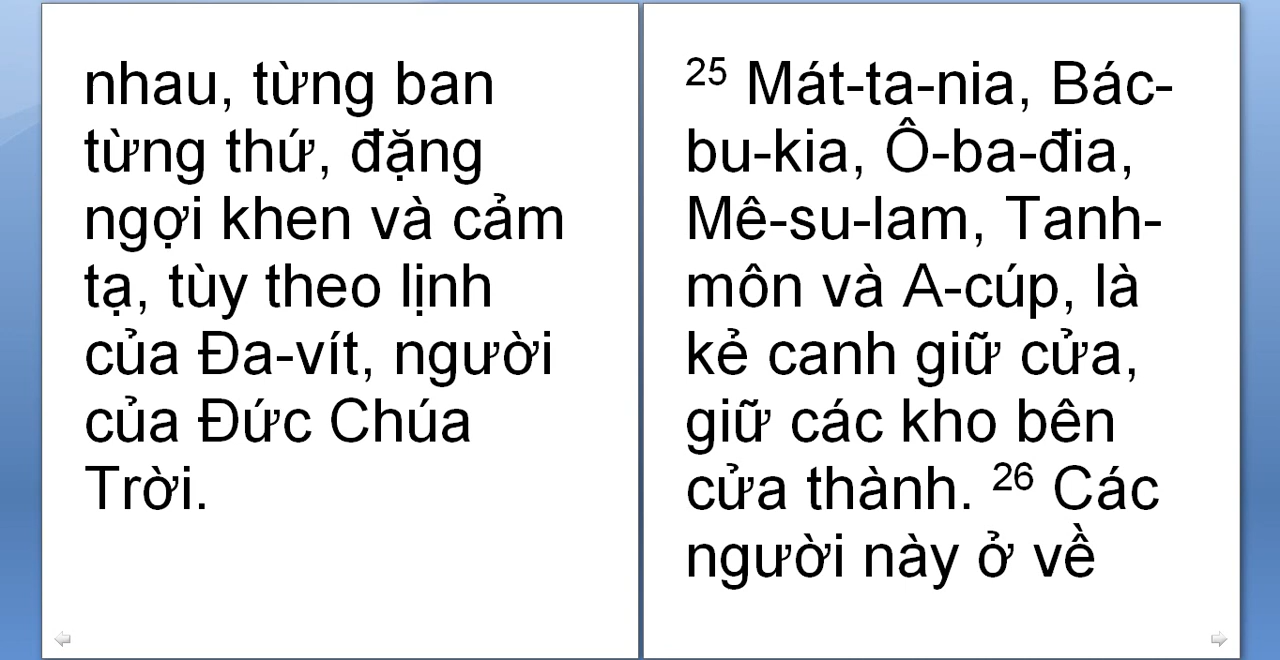 nhau, từng ban
từng thứ, đặng
ngợi khen và cảm
tạ, tùy theo lịnh
của Đa-vít, người
của Đức Chúa
Trời.
25 Mát-ta-nia, Bác-
bu-kia, Ô-ba-đia,
Mê-su-lam, Tanh-
môn và A-cúp, là
kẻ canh giữ cửa,
giữ các kho bên
cửa thành. 26 Các
người này ở về